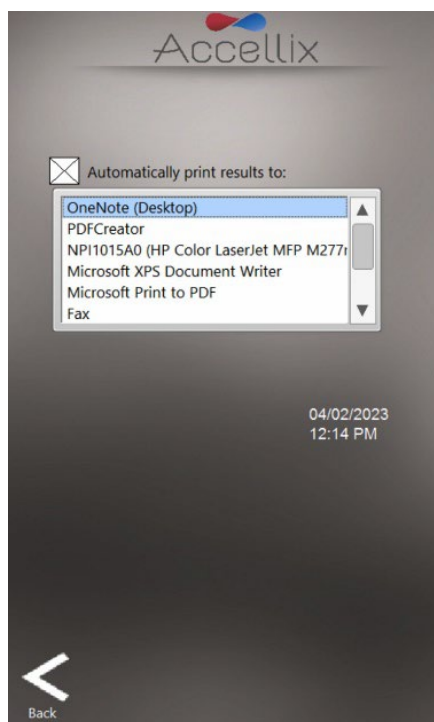 Accellix
Automatically print results to:
OneNote (Desktop)
PDFCreator
NPI1015A0 (HP Color LaserJet MFP M277
Microsoft XPS Document Writer
Microsoft Print to PDF
Fax
04/02/2023
12:14 PM
Back